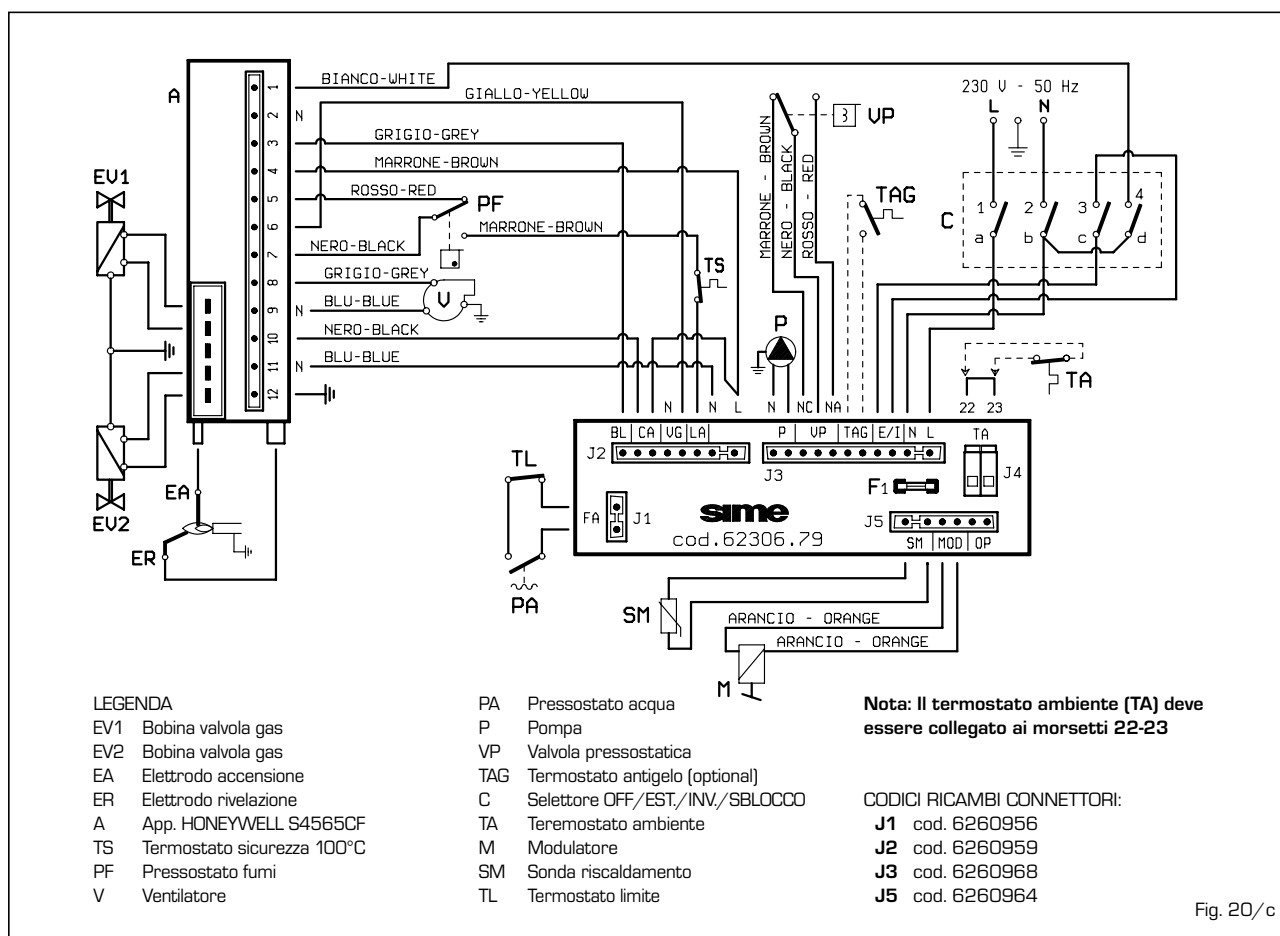 A
1
BIANCO-WHITE
2 N
GIALLO-YELLOW
3
GRIGIO-GREY
4
MARRONE-BROWN
5
ROSSO-RED
PF
6
MARRONE-BROWN
7
NERO-BLACK
8
GRIGIO-GREY
V
9 N
BLU-BLUE
10
NERO-BLACK
11 N
BLU-BLUE
12
EV1
EV2
EA
ER
TS
MARRONE - BROWN
NERO - BLACK
ROSSO - RED
VP
TAG
230 V - 50 Hz
L N
C
1 2 3 4
a b c d
P
TA
22 23
N N L N NC NA
BL CA VG LA
J2
P VP TAG E/I N L
J3
TA
J4
F1
TL
FA J1
sime
cod.62306.79
J5
SM MOD OP
PA
SM
ARANCIO - ORANGE
ARANCIO - ORANGE
M
LEGENDA
EV1 Bobina valvola gas
EV2 Bobina valvola gas
EA Elettrodo accensione
ER Elettrodo rivelazione
A App. HONEYWELL S4565CF
TS Termostato sicurezza 100°C
PF Pressostato fumi
V Ventilatore
PA Pressostato acqua
P Pompa
VP Valvola pressostatica
TAG Termostato antigelo (optional)
C Selettore OFF/EST./INV./SBLOCCO
TA Teremostato ambiente
M Modulatore
SM Sonda riscaldamento
TL Termostato limite
Nota: Il termostato ambiente (TA) deve
essere collegato ai morsetti 22-23
CODICI RICAMBI CONNETTORI:
J1 cod. 6260956
J2 cod. 6260959
J3 cod. 6260968
J5 cod. 6260964
Fig. 20/c